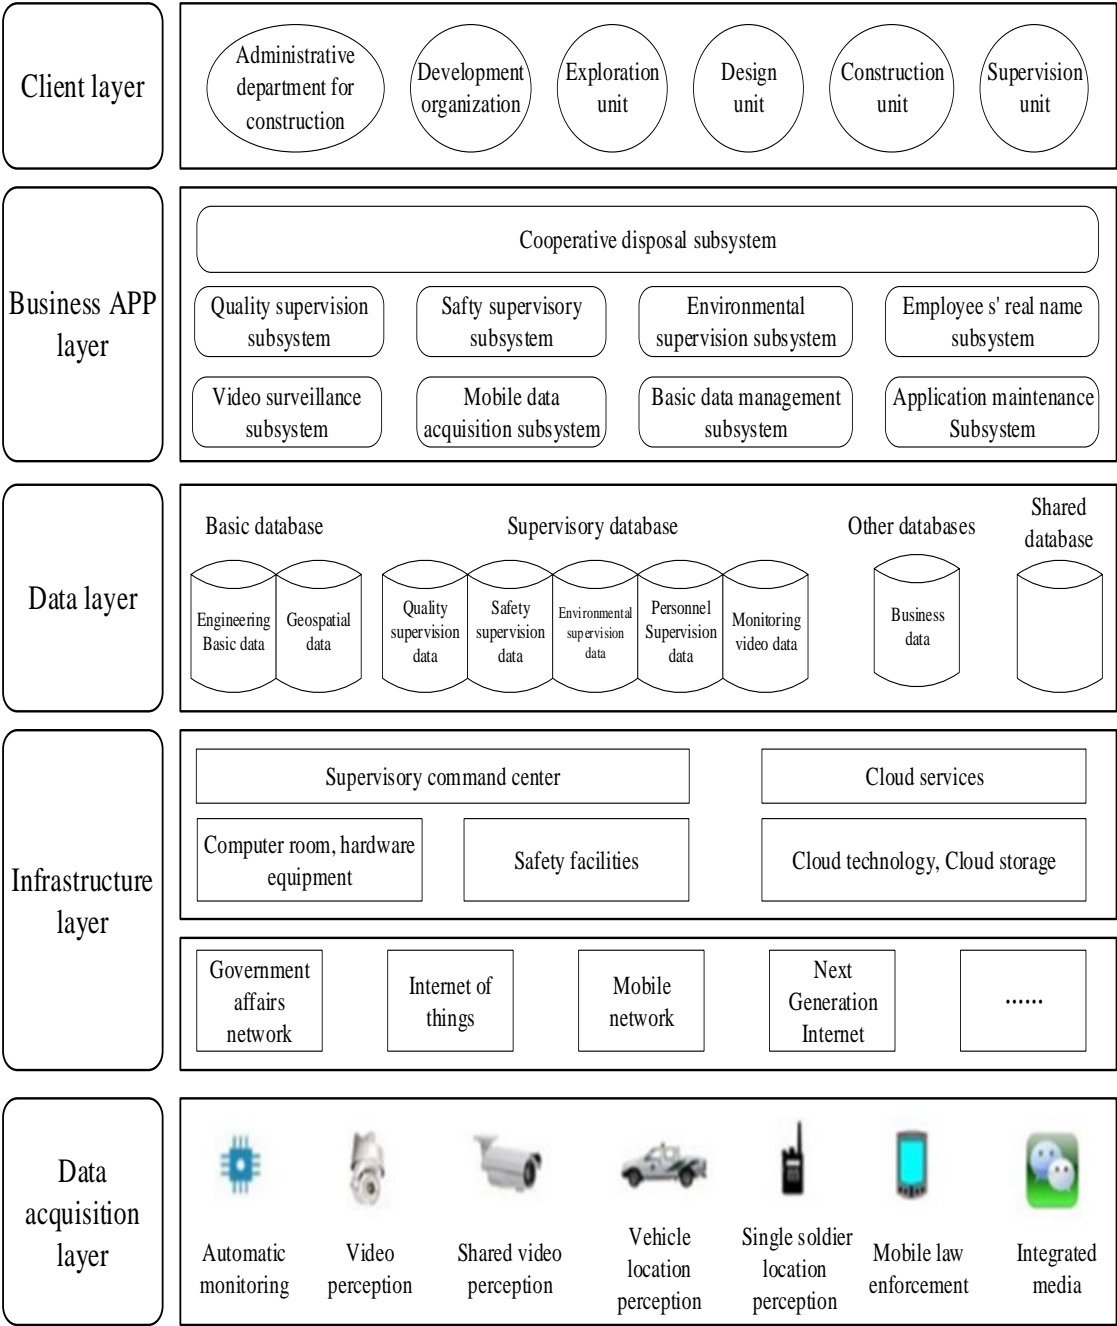 Client layer
Administrative
department for
construction
Development
organization
Exploration
unit
Design
unit
Construction
unit
Supervision
unit
Business APP
layer
Cooperative disposal subsystem
Quality supervision
subsystem
Safty supervisory
subsystem
Environmental
supervision subsystem
Employee s' real name
subsystem
Video surveillance
subsystem
Mobile data
acquisition subsystem
Basic data management
subsystem
Application maintenance
Subsystem
Data layer
Basic database
Supervisory database
Other databases
Shared
database
Engineering
Basic data
Geospatial
data
Quality
supervision
data
Safety
supervision
data
Environmental
supervision
data
Personnel
Supervision
data
Monitoring
video data
Business
data
Infrastructure
layer
Supervisory command center
Cloud services
Computer room, hardware
equipment
Safety facilities
Cloud technology, Cloud storage
Government
affairs
network
Internet of
things
Mobile
network
Next
Generation
Internet
······
Data
acquisition
layer
Automatic
monitoring
Video
perception
Shared video
perception
Vehicle
location
perception
Single soldier
location
perception
Mobile law
enforcement
Integrated
media